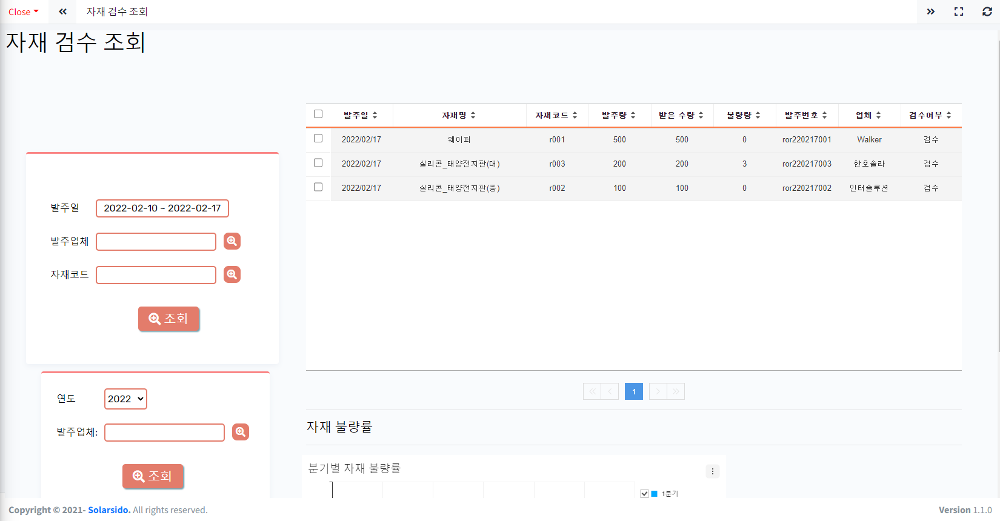 Close
자재 검수 조회
자재 검수 조회
발주일 자재명 자재코드 발주량 받은 수량 불량량 발주번호 업체 검수여부
2022/02/17 웨이퍼 r001 500 500 0 ror220217001 Walker 검수
2022/02/17 실리콘_태양전지판(대) r003 200 200 3 ror220217003 한호솔라 검수
2022/02/17 실리콘_태양전지판(중) r002 100 100 0 ror220217002 인터솔루션 검수
발주일 2022-02-10 ~ 2022-02-17
발주업체
자재코드
조회
연도 2022
발주업체:
조회
1
자재 불량률
분기별 자재 불량률
1분기
Copyright © 2021- Solarsido. All rights reserved.
Version 1.1.0